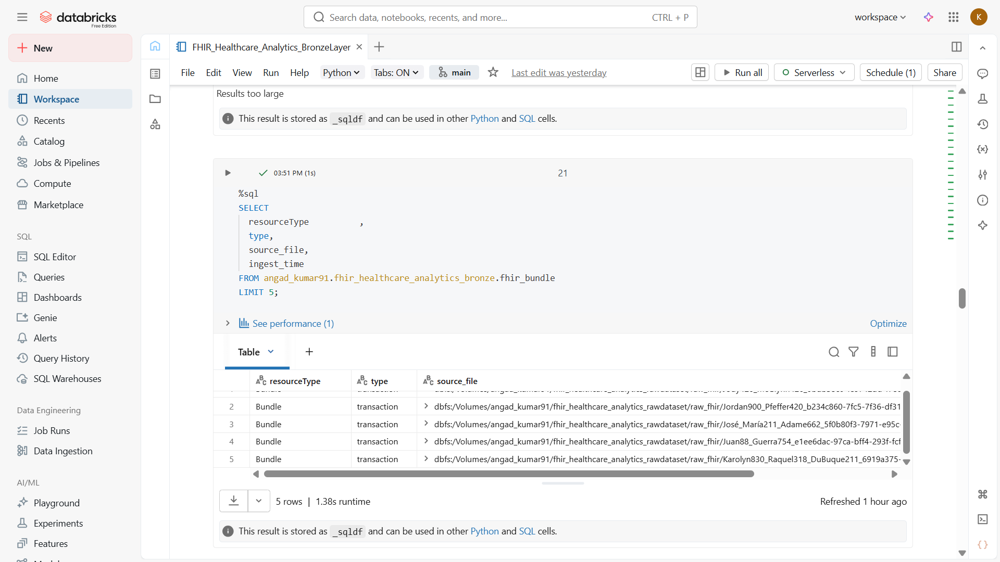 databricks
Free Edition
Search data, notebooks, recents, and more...
CTRL + P
workspace
K
New
FHIR_Healthcare_Analytics_BronzeLayer
File Edit View Run Help Python Tabs: ON main Last edit was yesterday Run all Serverless Schedule (1) Share
Home
Workspace
Recents
Catalog
Jobs & Pipelines
Compute
Marketplace
SQL
SQL Editor
Queries
Dashboards
Genie
Alerts
Query History
SQL Warehouses
Data Engineering
Job Runs
Data Ingestion
AI/ML
Playground
Experiments
Features
Results too large
This result is stored as _sqldf and can be used in other Python and SQL cells.
03:51 PM (1s)
21
%sql
SELECT
resourceType ,
type,
source_file,
ingest_time
FROM angad_kumar91.fhir_healthcare_analytics_bronze.fhir_bundle
LIMIT 5;
See performance (1)
Optimize
Table
resourceType type source_file
2 Bundle transaction dbfs:/Volumes/angad_kumar91/fhir_healthcare_analytics_rawdataset/raw_fhir/Jordan900_Pfeffer420_b234c860-7fc5-7f36-df31
3 Bundle transaction dbfs:/Volumes/angad_kumar91/fhir_healthcare_analytics_rawdataset/raw_fhir/José_María211_Adame662_5f0b80f3-7971-e95c-
4 Bundle transaction dbfs:/Volumes/angad_kumar91/fhir_healthcare_analytics_rawdataset/raw_fhir/Juan88_Guerra754_e1ee6dac-97ca-bff4-293f-fcf
5 Bundle transaction dbfs:/Volumes/angad_kumar91/fhir_healthcare_analytics_rawdataset/raw_fhir/Karolyn830_Raquel318_DuBuque211_6919a375-
5 rows | 1.38s runtime
Refreshed 1 hour ago
This result is stored as _sqldf and can be used in other Python and SQL cells.